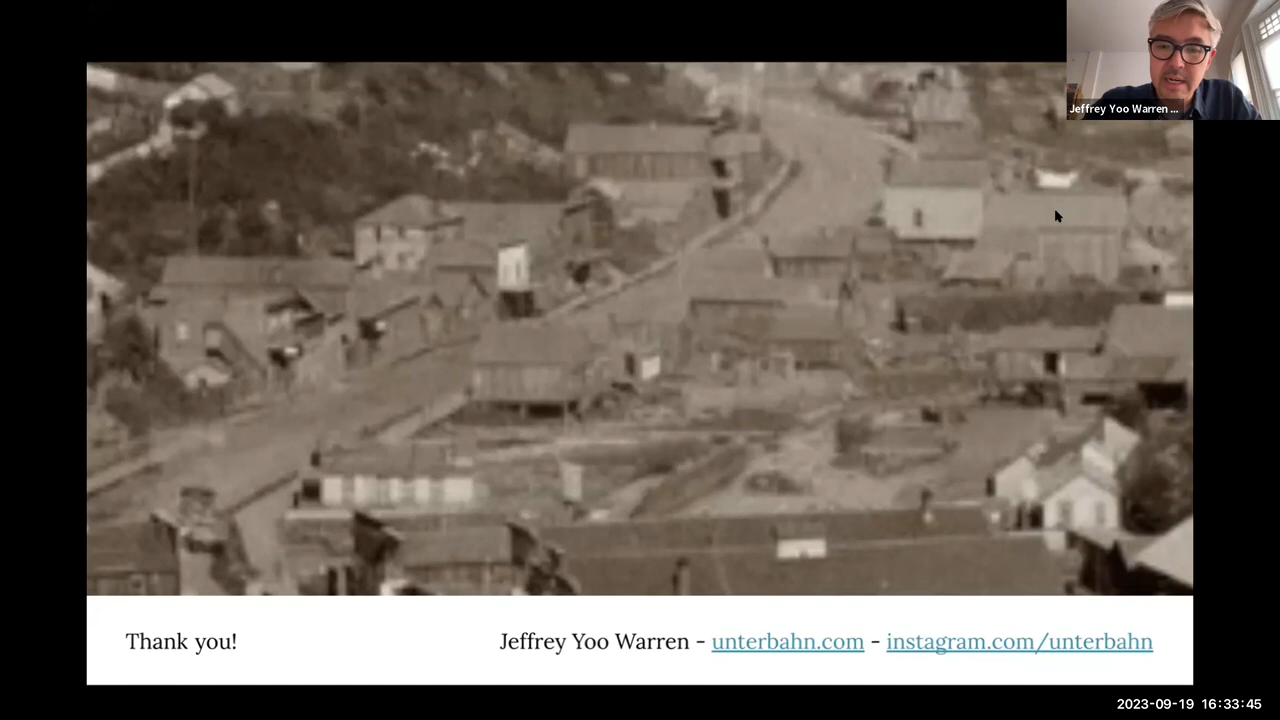 Jeffrey Yoo Warren ...
Thank you!
Jeffrey Yoo Warren - unterbahn.com - instagram.com/unterbahn
2023-09-19 16:33:45